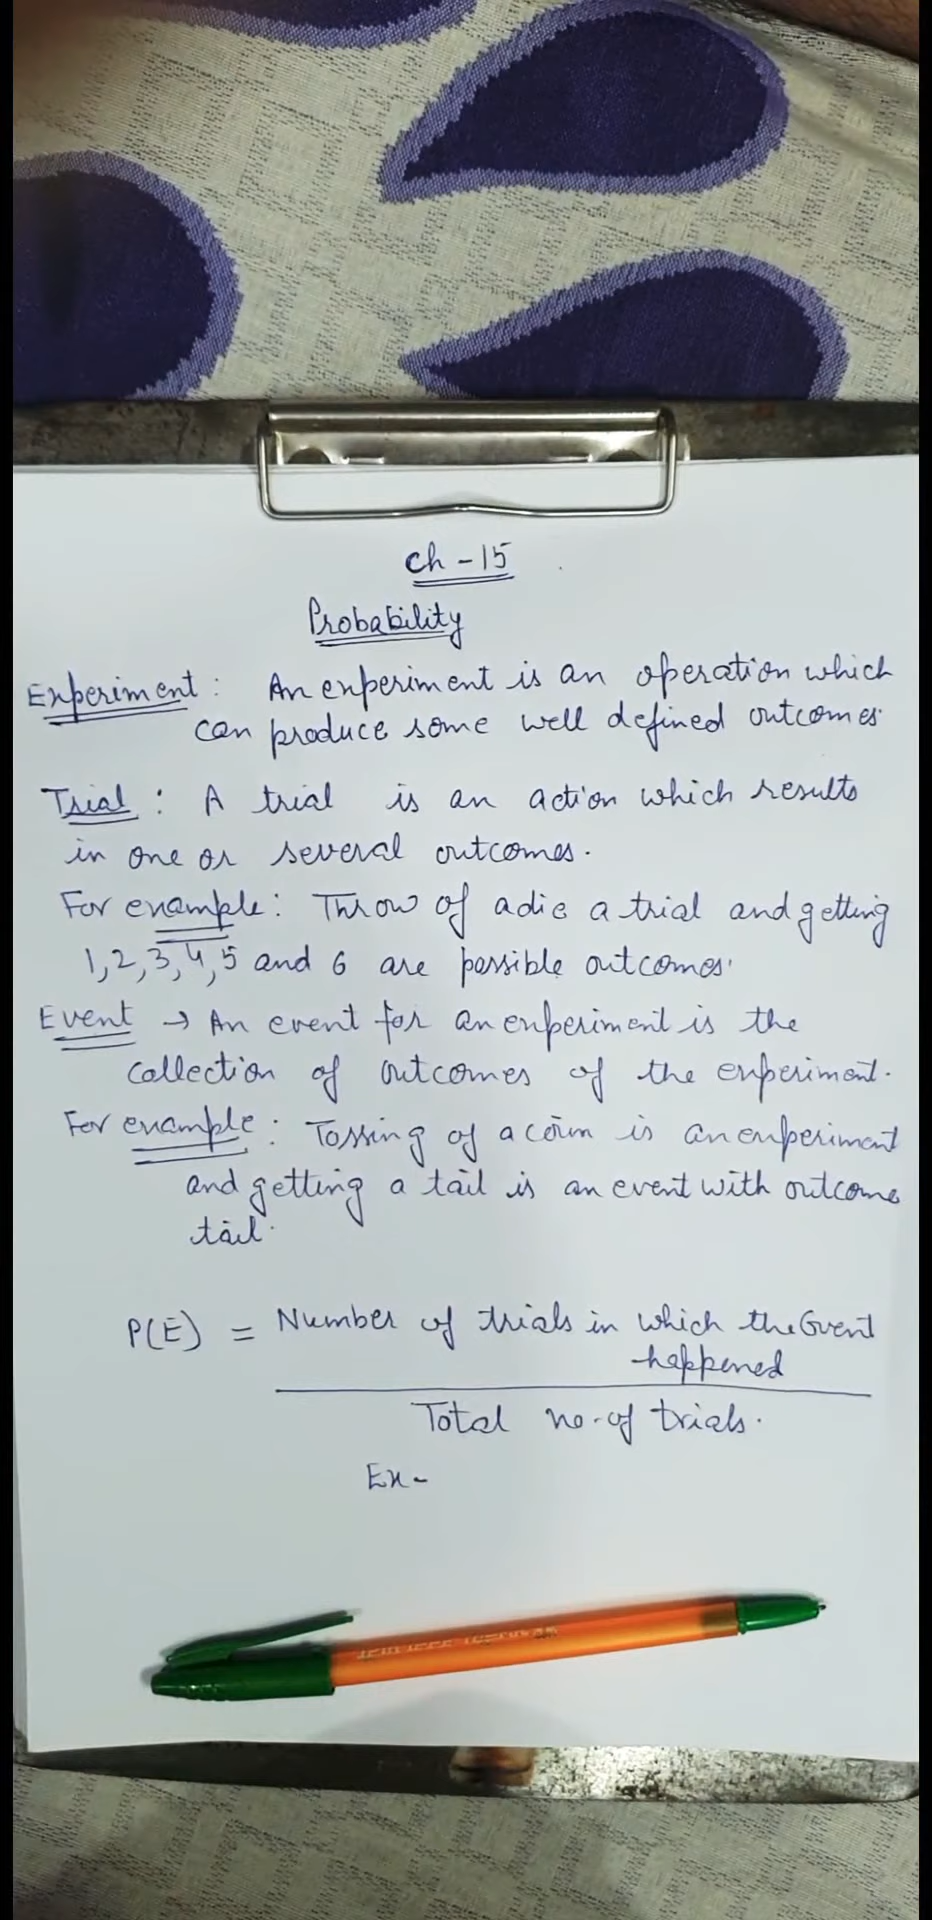 Ch - 15
Probability
Experiment : An experiment is an operation which
can produce some well defined outcomes.
Trial : A trial is an action which results
in one or several outcomes.
For example : Throw of a die a trial and getting
1, 2, 3, 4, 5 and 6 are possible outcomes.
Event → An event for an experiment is the
collection of outcomes of the experiment.
For example : Tossing of a coin is an experiment
and getting a tail is an event with outcome
tail.
P(E) = Number of trials in which the Event
happened
Total no. of trials.
Ex -